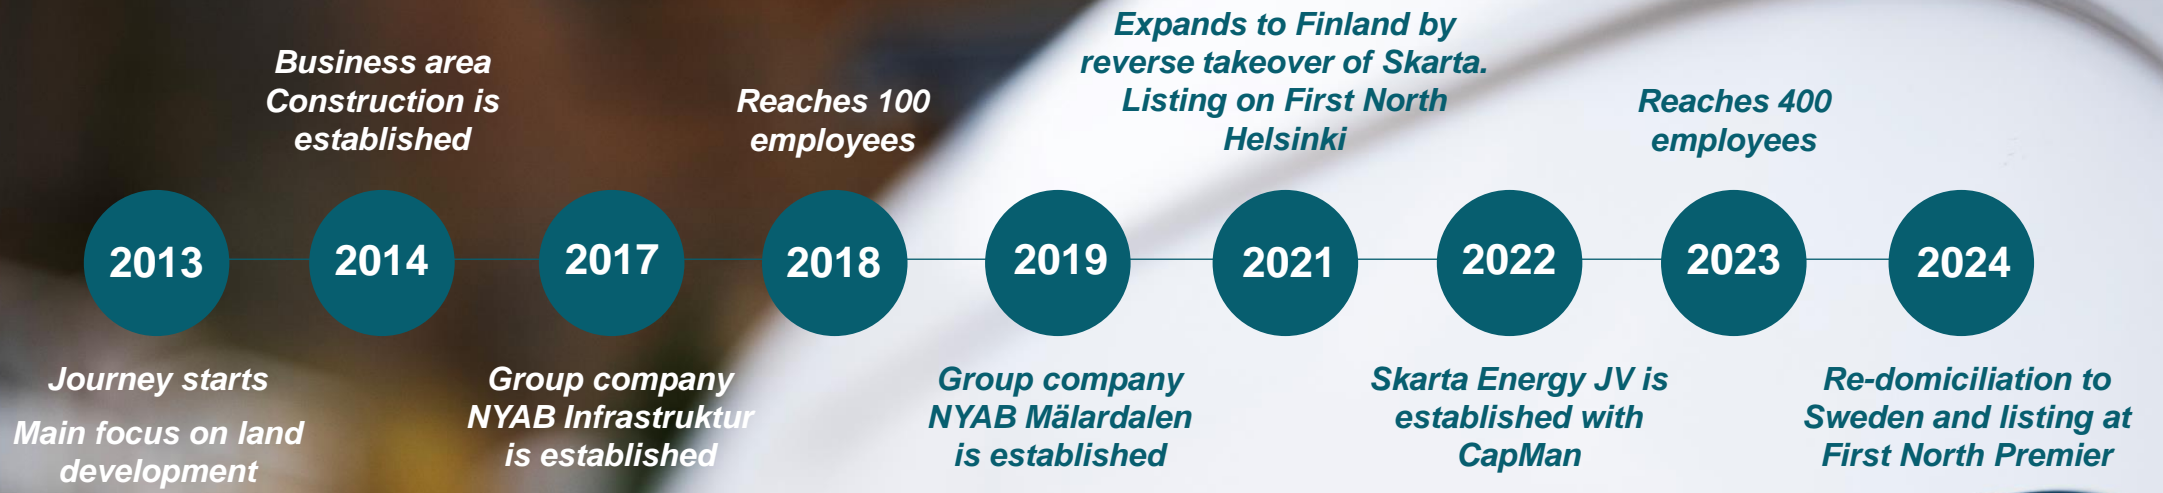 Business area
Construction is
established
Reaches 100
employees
Expands to Finland by
reverse takeover of Skarta.
Listing on First North
Helsinki
Reaches 400
employees
2013
2014
2017
2018
2019
2021
2022
2023
2024
Journey starts
Main focus on land
development
Group company
NYAB Infrastruktur
is established
Group company
NYAB Mälardalen
is established
Skarta Energy JV is
established with
CapMan
Re-domiciliation to
Sweden and listing at
First North Premier